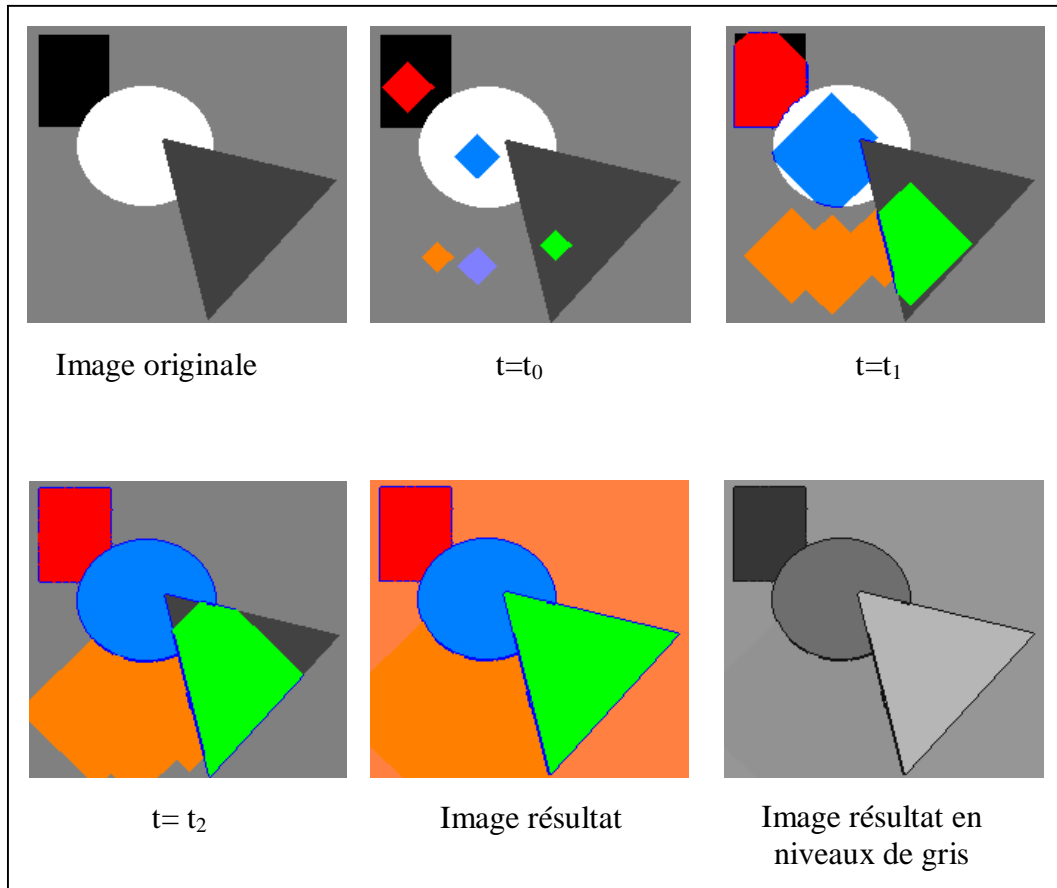 Image originale
t=t₀
t=t₁
t= t₂
Image résultat
Image résultat en
niveaux de gris